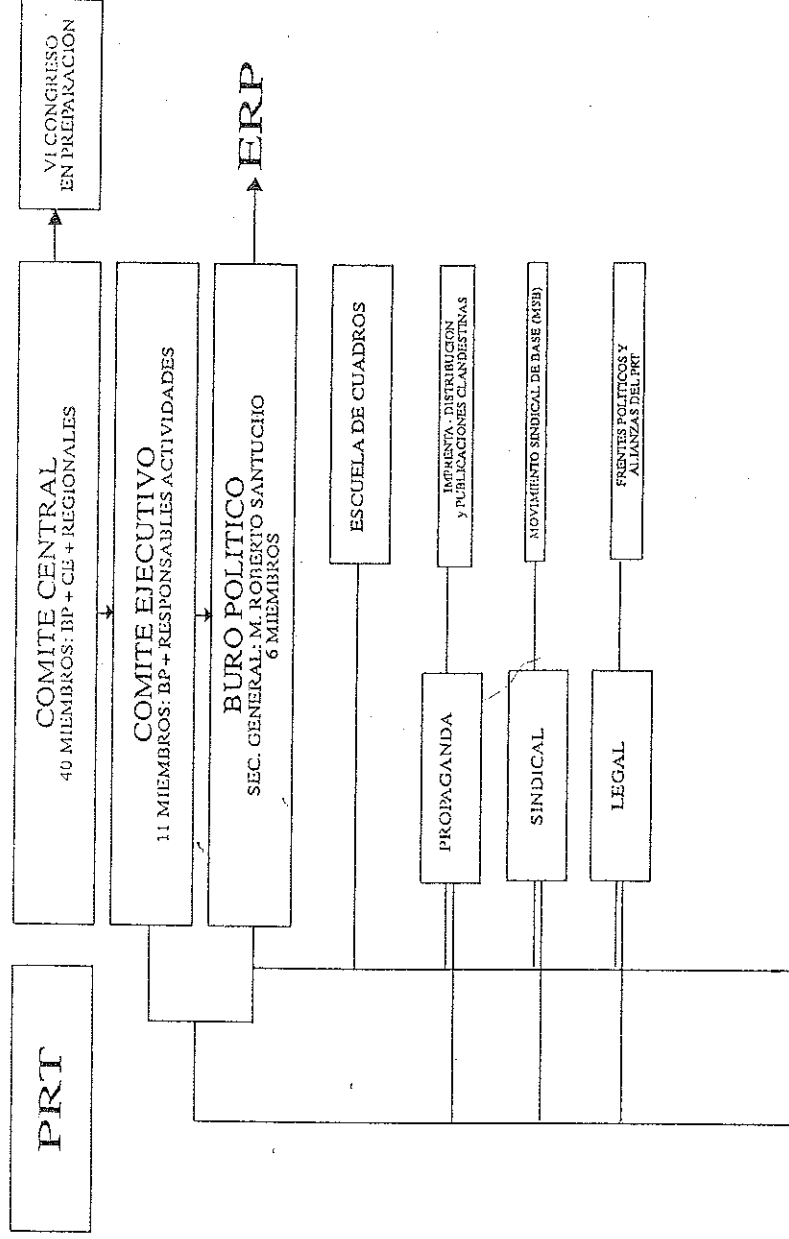 PRT
COMITE CENTRAL
40 MIEMBROS: BP + CE + REGIONALES
VI CONGRESO
EN PREPARACION
COMITE EJECUTIVO
11 MIEMBROS: BP + RESPONSABLES ACTIVIDADES
BURO POLITICO
SEC. GENERAL: M. ROBERTO SANTUCHO
6 MIEMBROS
ERP
ESCUELA DE CUADROS
PROPAGANDA
IMPRENTA - DISTRIBUCION
y PUBLICACIONES CLANDESTINAS
SINDICAL
MOVIMIENTO SINDICAL DE BASE (MSB)
LEGAL
FRENTES POLITICOS Y
ALIANZAS DEL PRT